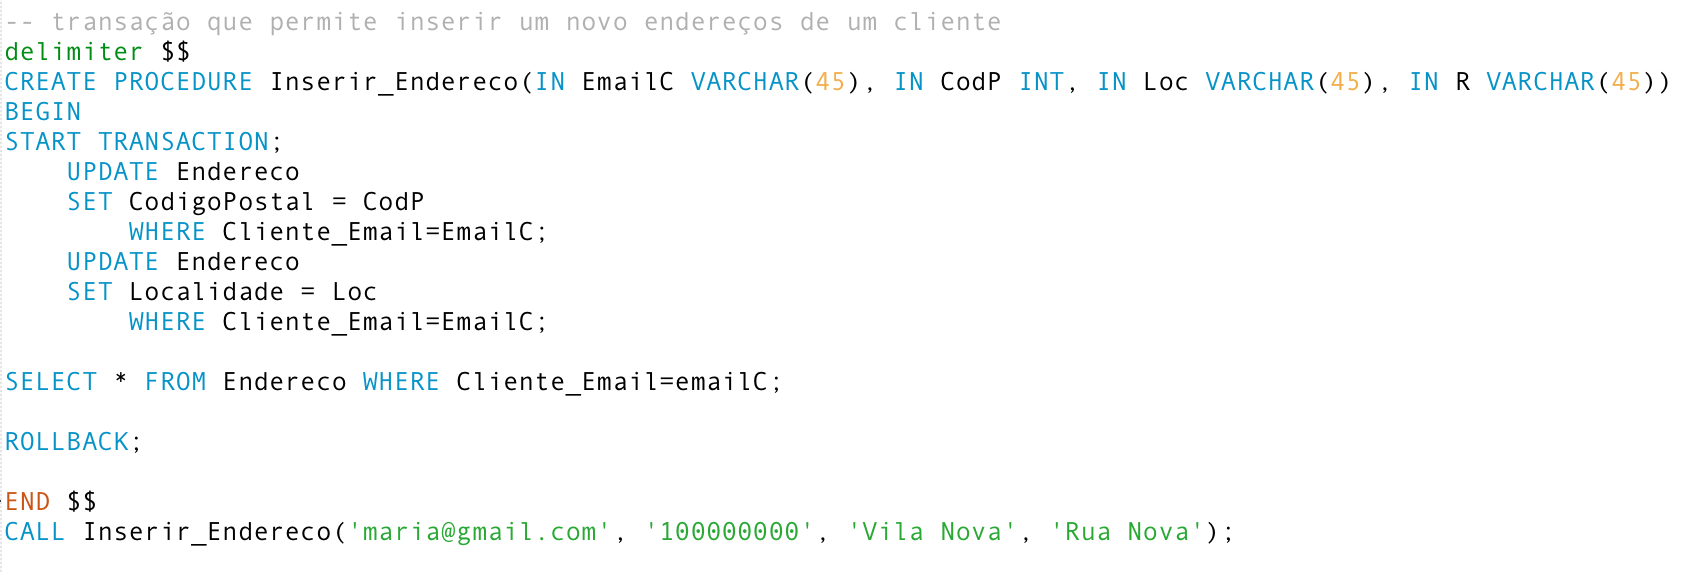 -- transação que permite inserir um novo endereços de um cliente
delimiter $$
CREATE PROCEDURE Inserir_Endereco(IN EmailC VARCHAR(45), IN CodP INT, IN Loc VARCHAR(45), IN R VARCHAR(45))
BEGIN
START TRANSACTION;
UPDATE Endereco
SET CodigoPostal = CodP
WHERE Cliente_Email=EmailC;
UPDATE Endereco
SET Localidade = Loc
WHERE Cliente_Email=EmailC;
SELECT * FROM Endereco WHERE Cliente_Email=emailC;
ROLLBACK;
END $$
CALL Inserir_Endereco('maria@gmail.com', '100000000', 'Vila Nova', 'Rua Nova');